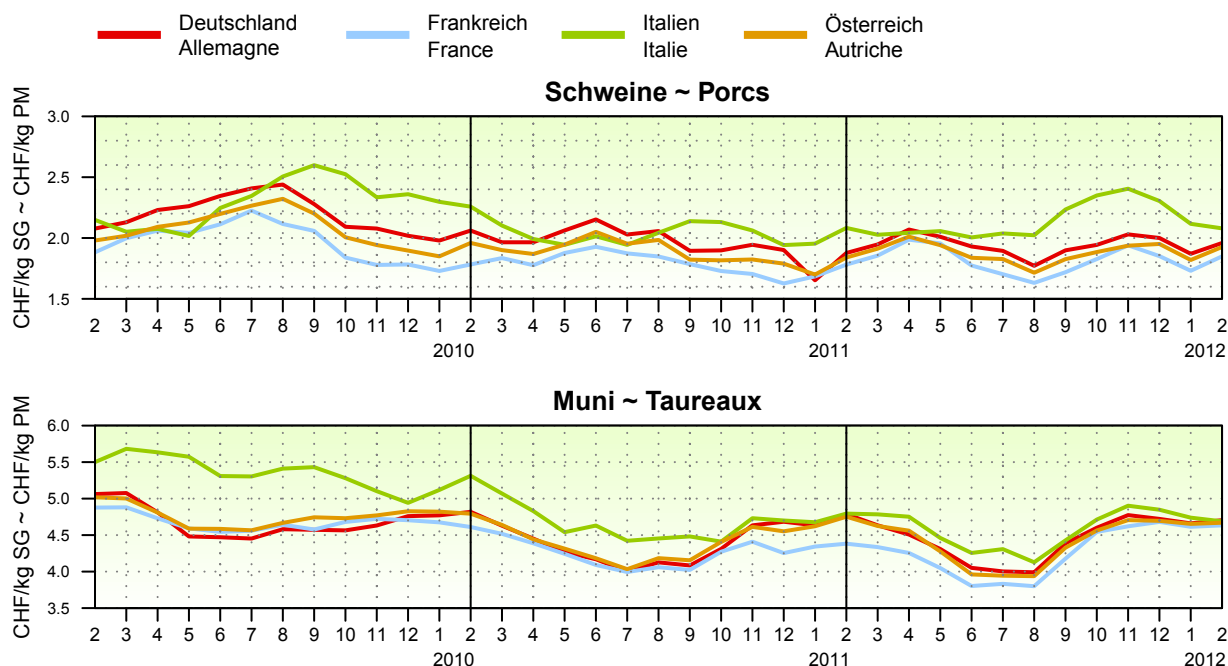 Deutschland
Allemagne
Frankreich
France
Italien
Italie
Österreich
Autriche
Schweine ~ Porcs
CHF/kg SG ~ CHF/kg PM
3.0
2.5
2.0
1.5
2 3 4 5 6 7 8 9 10 11 12 1 2 3 4 5 6 7 8 9 10 11 12 1 2 3 4 5 6 7 8 9 10 11 12 1 2
2010 2011 2012
Muni ~ Taureaux
CHF/kg SG ~ CHF/kg PM
6.0
5.5
5.0
4.5
4.0
3.5
2 3 4 5 6 7 8 9 10 11 12 1 2 3 4 5 6 7 8 9 10 11 12 1 2 3 4 5 6 7 8 9 10 11 12 1 2
2010 2011 2012